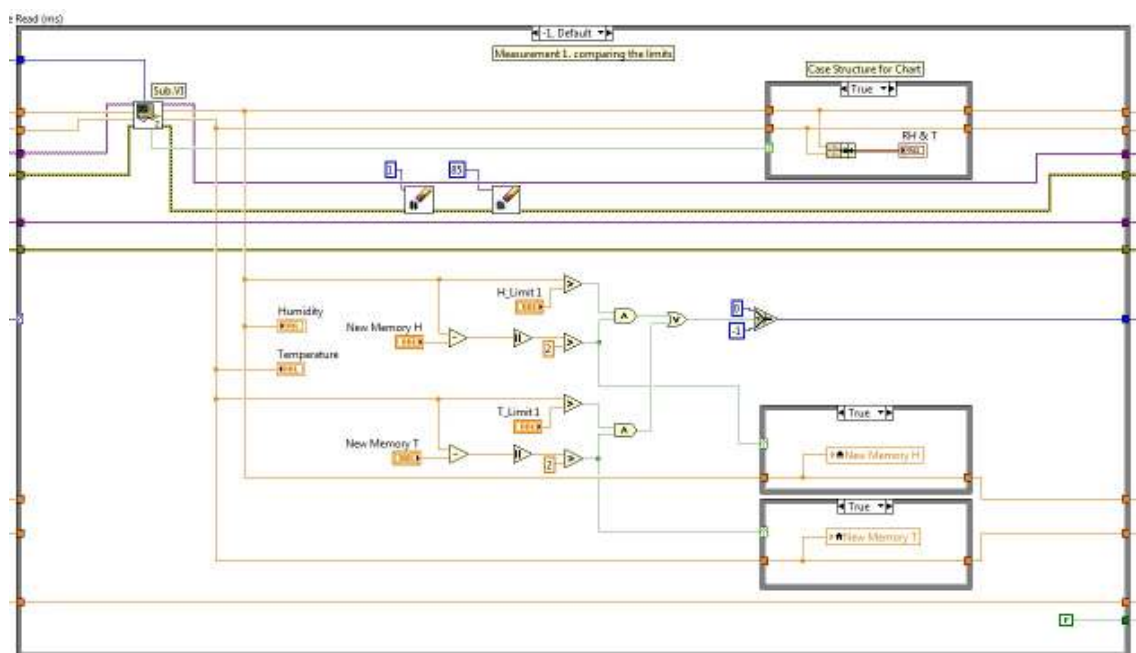 e Read (ms)
-1, Default
Measurement 1. comparing the limits
Sub.VI
Case Structure for Chart
True
RH & T
1
85
H_Limit 1
Humidity
New Memory H
0
-1
2
Temperature
True
T_Limit 1
New Memory T
2
New Memory H
True
New Memory T
F